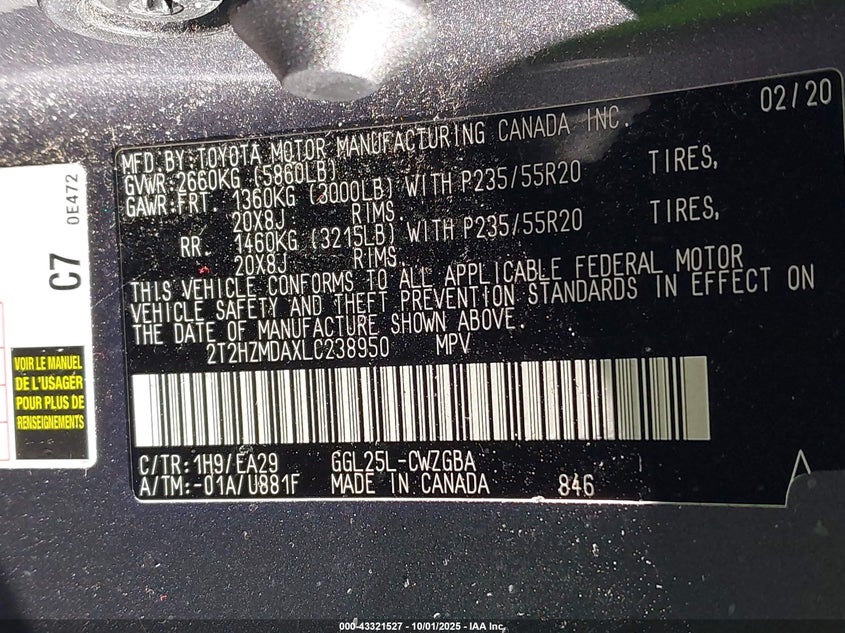 02/20
MFD.BY:TOYOTA MOTOR MANUFACTURING CANADA INC.
GVWR:2660KG (5860LB)
GAWR:FRT. 1360KG (3000LB) WITH P235/55R20 TIRES,
20X8J RIMS.
RR. 1460KG (3215LB) WITH P235/55R20 TIRES,
20X8J RIMS.
THIS VEHICLE CONFORMS TO ALL APPLICABLE FEDERAL MOTOR
VEHICLE SAFETY AND THEFT PREVENTION STANDARDS IN EFFECT ON
THE DATE OF MANUFACTURE SHOWN ABOVE.
2T2HZMDAXLC238950 MPV
C/TR:1H9/EA29 GGL25L-CWZGBA
A/TM:-01A/U881F MADE IN CANADA 846
C7 0E472
VOIR LE MANUEL
DE L'USAGER
POUR PLUS DE
RENSEIGNEMENTS
000-43321527 - 10/01/2025 - IAA Inc.